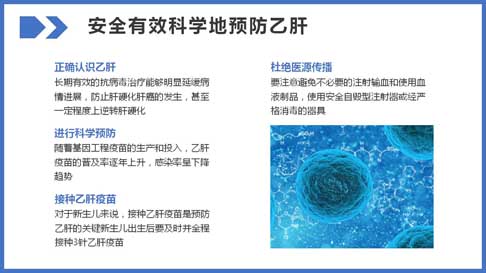 安全有效科学地预防乙肝
正确认识乙肝
长期有效的抗病毒治疗能够明显延缓病
情进展，防止肝硬化肝癌的发生，甚至
一定程度上逆转肝硬化
进行科学预防
随着基因工程疫苗的生产和投入，乙肝
疫苗的普及率逐年上升，感染率呈下降
趋势
接种乙肝疫苗
对于新生儿来说，接种乙肝疫苗是预防
乙肝的关键新生儿出生后要及时并全程
接种3针乙肝疫苗
杜绝医源传播
要注意避免不必要的注射输血和使用血
液制品，使用安全自毁型注射器或经严
格消毒的器具